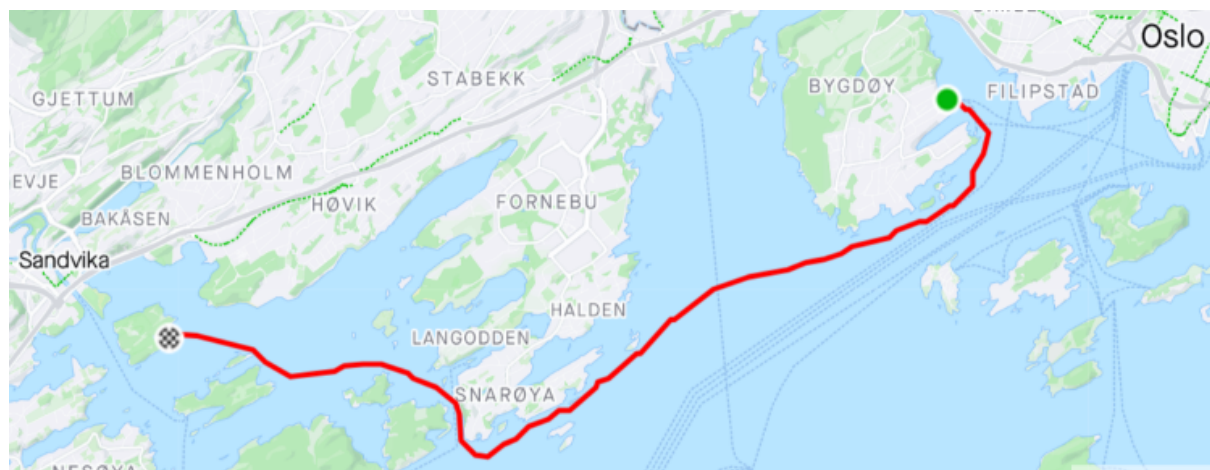 Oslo
STABEKK
BYGDØY
FILIPSTAD
GJETTUM
BLOMMENHOLM
EVJE
HØVIK
FORNEBU
BAKÅSEN
Sandvika
HALDEN
LANGODDEN
SNARØYA